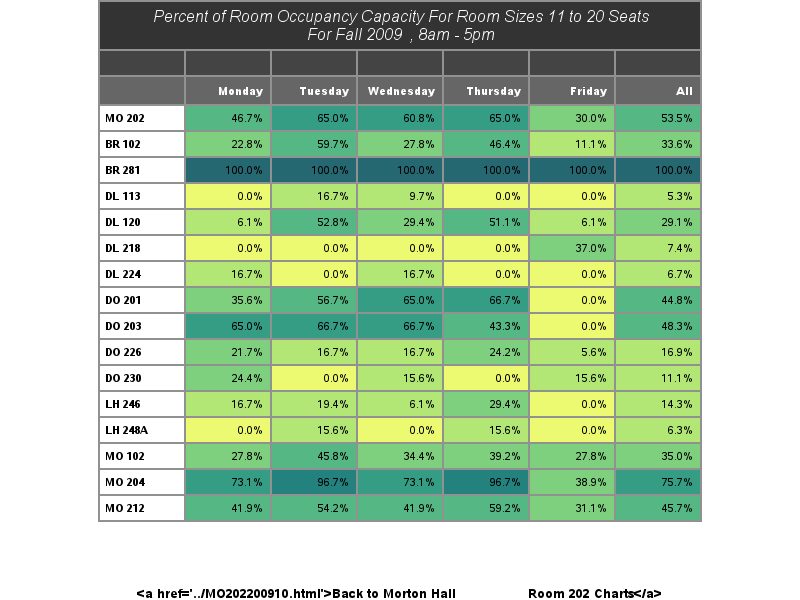 Percent of Room Occupancy Capacity For Room Sizes 11 to 20 Seats
For Fall 2009 , 8am - 5pm
Monday Tuesday Wednesday Thursday Friday All
MO 202 46.7% 65.0% 60.8% 65.0% 30.0% 53.5%
BR 102 22.8% 59.7% 27.8% 46.4% 11.1% 33.6%
BR 281 100.0% 100.0% 100.0% 100.0% 100.0% 100.0%
DL 113 0.0% 16.7% 9.7% 0.0% 0.0% 5.3%
DL 120 6.1% 52.8% 29.4% 51.1% 6.1% 29.1%
DL 218 0.0% 0.0% 0.0% 0.0% 37.0% 7.4%
DL 224 16.7% 0.0% 16.7% 0.0% 0.0% 6.7%
DO 201 35.6% 56.7% 65.0% 66.7% 0.0% 44.8%
DO 203 65.0% 66.7% 66.7% 43.3% 0.0% 48.3%
DO 226 21.7% 16.7% 16.7% 24.2% 5.6% 16.9%
DO 230 24.4% 0.0% 15.6% 0.0% 15.6% 11.1%
LH 246 16.7% 19.4% 6.1% 29.4% 0.0% 14.3%
LH 248A 0.0% 15.6% 0.0% 15.6% 0.0% 6.3%
MO 102 27.8% 45.8% 34.4% 39.2% 27.8% 35.0%
MO 204 73.1% 96.7% 73.1% 96.7% 38.9% 75.7%
MO 212 41.9% 54.2% 41.9% 59.2% 31.1% 45.7%
<a href='../MO202200910.html'>Back to Morton Hall Room 202 Charts</a>